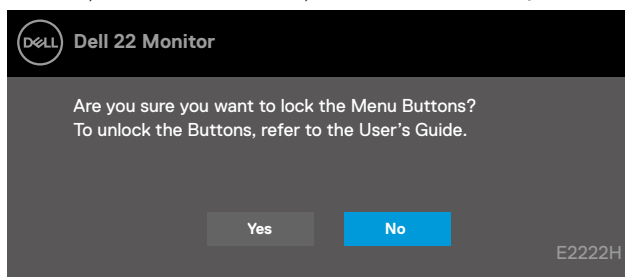 DELL Dell 22 Monitor
Are you sure you want to lock the Menu Buttons?
To unlock the Buttons, refer to the User's Guide.
Yes No
E2222H